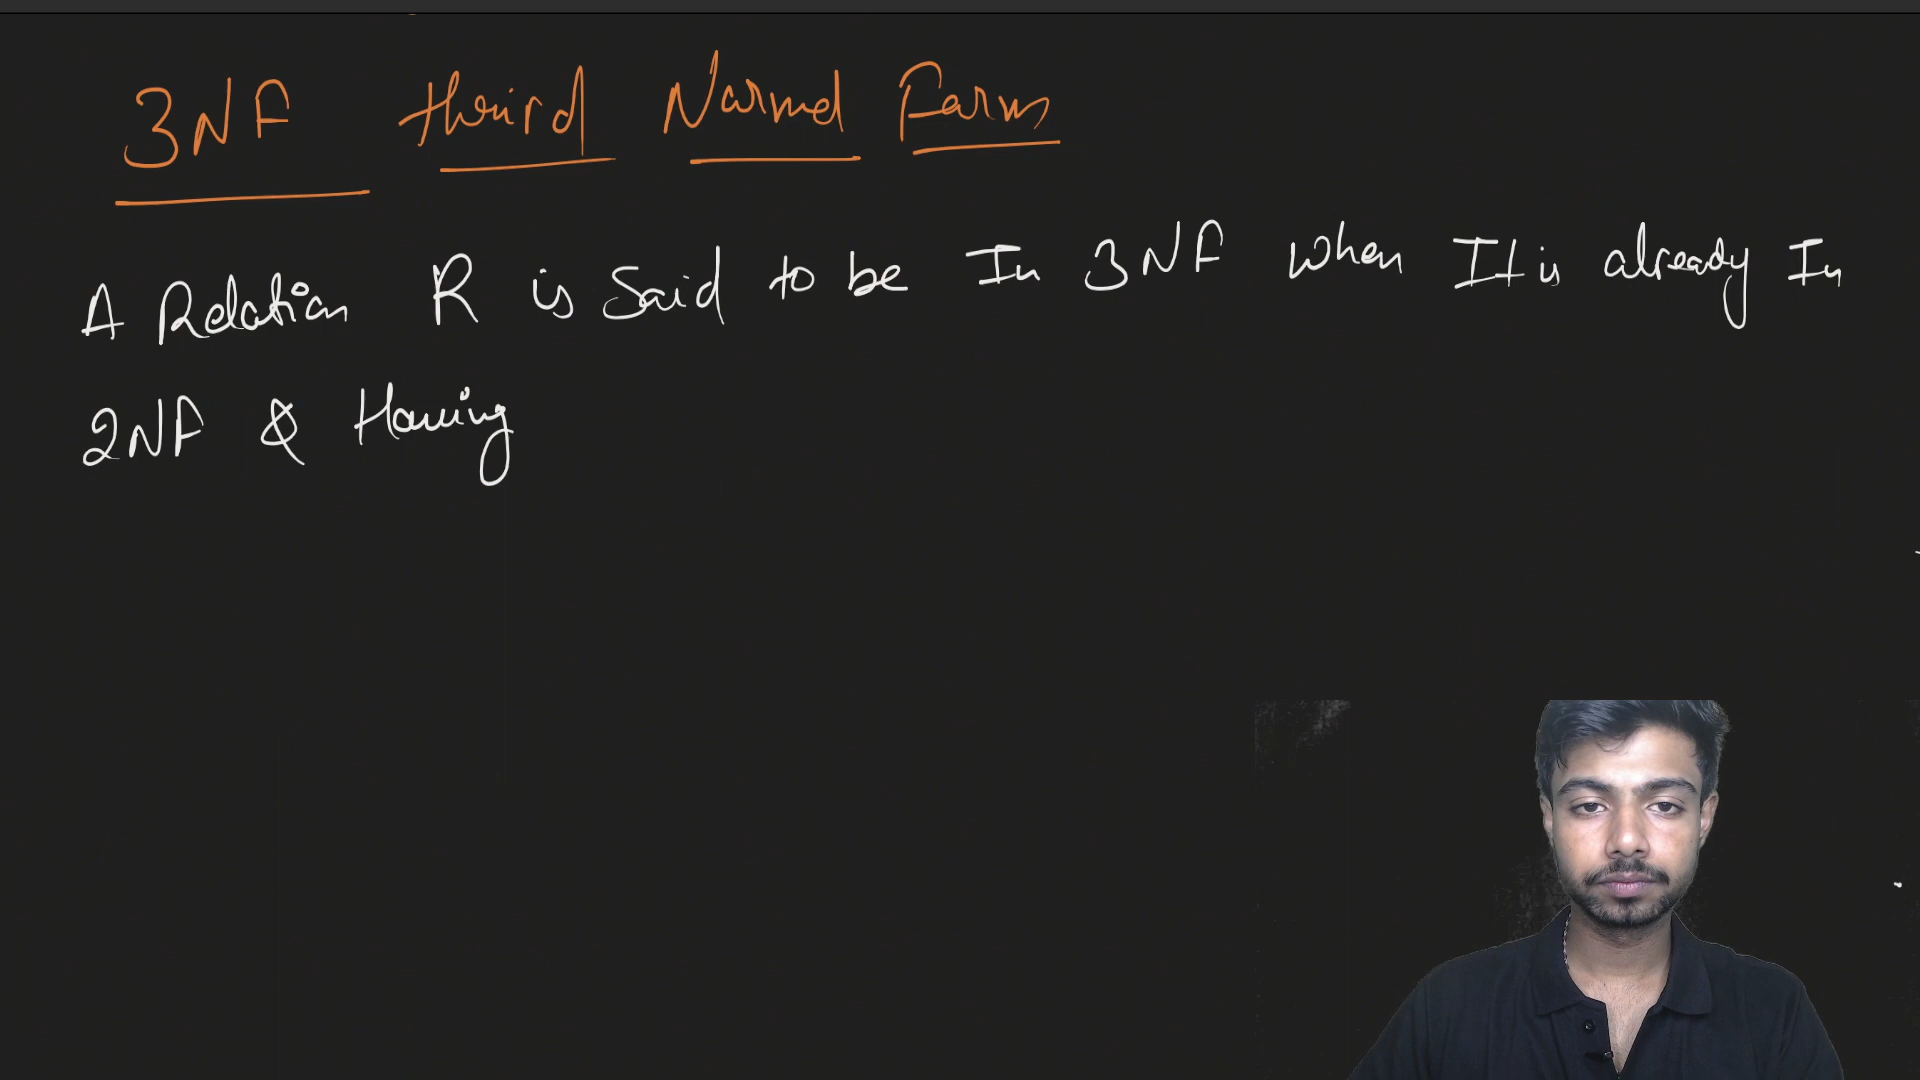 3NF third Normal Form
A Relation R is Said to be In 3NF when It is already In
2NF & Having